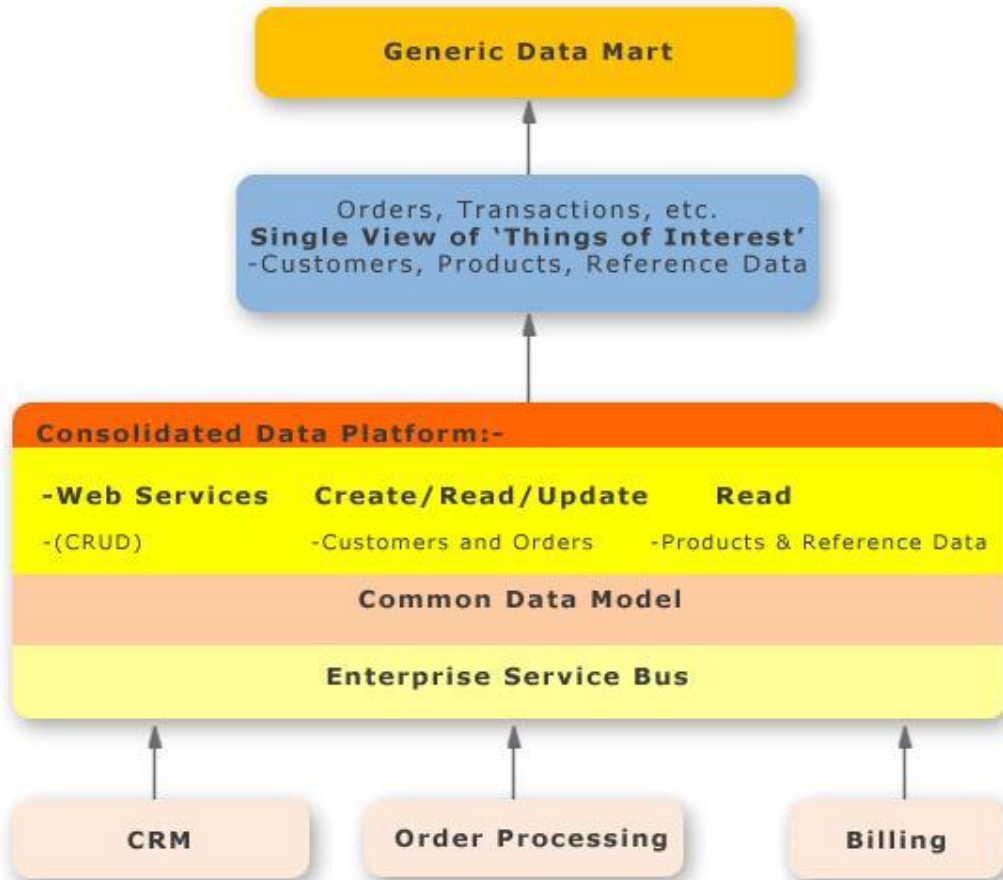 Generic Data Mart
Orders, Transactions, etc.
Single View of ‘Things of Interest’
-Customers, Products, Reference Data
Consolidated Data Platform:-
-Web Services Create/Read/Update Read
-(CRUD) -Customers and Orders -Products & Reference Data
Common Data Model
Enterprise Service Bus
CRM Order Processing Billing